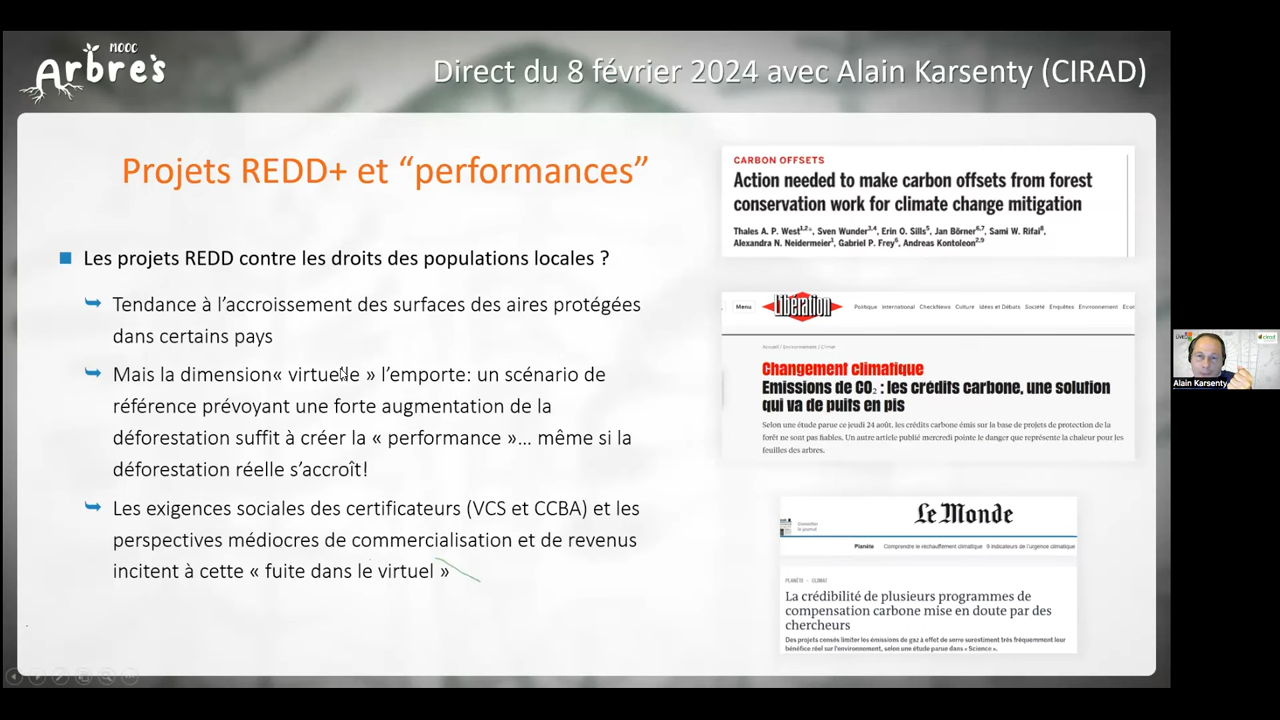 MOOC
Arbre's
Direct du 8 février 2024 avec Alain Karsenty (CIRAD)
Projets REDD+ et “performances”
Les projets REDD contre les droits des populations locales ?
Tendance à l’accroissement des surfaces des aires protégées
dans certains pays
Mais la dimension« virtuelle » l’emporte: un scénario de
référence prévoyant une forte augmentation de la
déforestation suffit à créer la « performance »… même si la
déforestation réelle s’accroît!
Les exigences sociales des certificateurs (VCS et CCBA) et les
perspectives médiocres de commercialisation et de revenus
incitent à cette « fuite dans le virtuel »
CARBON OFFSETS
Action needed to make carbon offsets from forest
conservation work for climate change mitigation
Thales A. P. West, Sven Wunder, Erin O. Sills, Jan Börner, Sami W. Rifai,
Alexandra N. Neidermeier, Gabriel P. Frey, Andreas Kontoleon
Menu Libération Politique International CheckNews Culture Idées et Débats Société Enquêtes Environnement
Accueil / Environnement / Climat
Changement climatique
Emissions de CO₂ : les crédits carbone, une solution
qui va de puits en pis
Selon une étude parue ce jeudi 24 août, les crédits carbone émis sur la base de projets de protection de la
forêt ne sont pas fiables. Un autre article publié mercredi pointe le danger que représente la chaleur pour les
feuilles des arbres.
Le Monde
Consulter
le journal
Planète Comprendre le réchauffement climatique 9 indicateurs de l'urgence climatique
PLANÈTE • CLIMAT
La crédibilité de plusieurs programmes de
compensation carbone mise en doute par des
chercheurs
Des projets censés limiter les émissions de gaz à effet de serre surestiment très fréquemment leur
bénéfice réel sur l'environnement, selon une étude parue dans « Science ».
cirad
Alain Karsenty